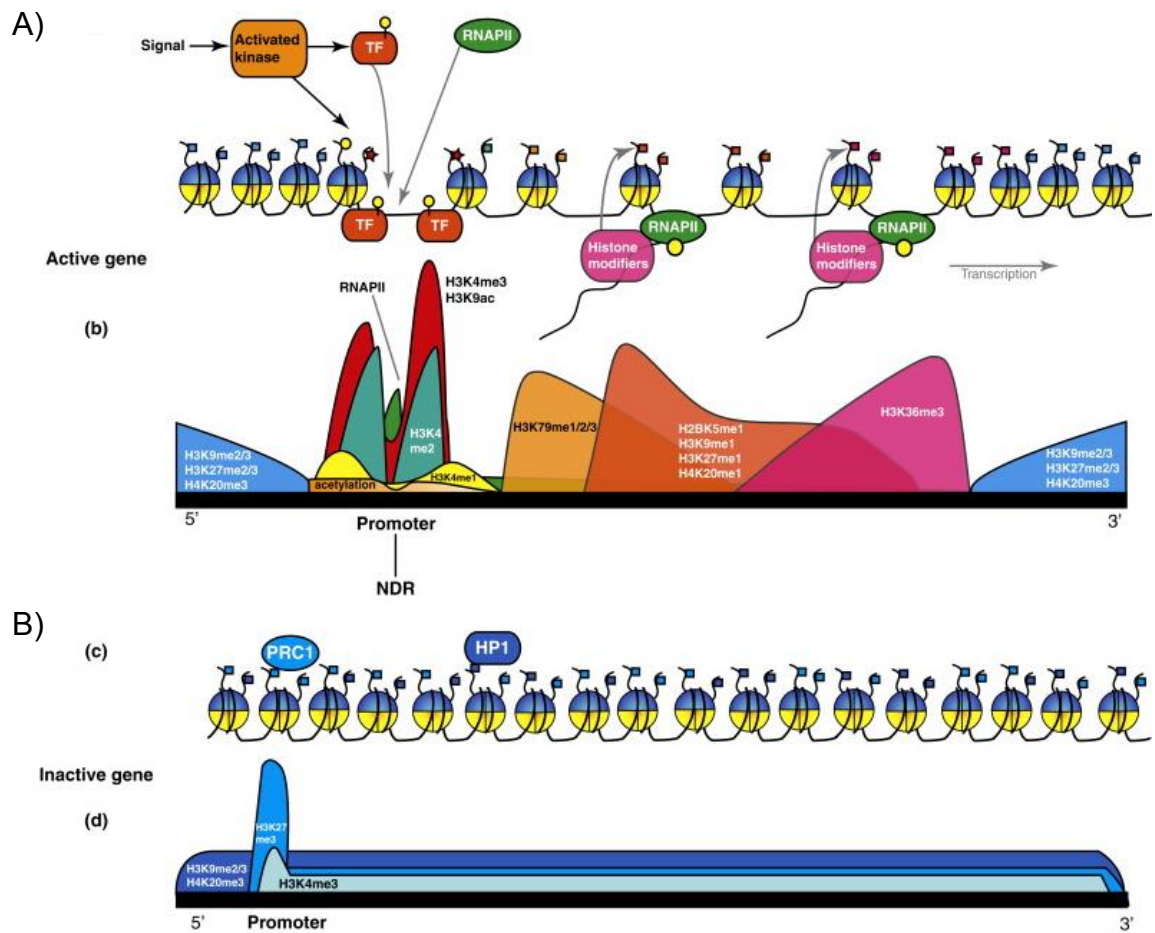 A)
Signal
Activated
kinase
TF
RNAPII
TF
TF
RNAPII
RNAPII
Histone
modifiers
Histone
modifiers
Active gene
Transcription
RNAPII
H3K4me3
H3K9ac
(b)
H3K9me2/3
H3K27me2/3
H4K20me3
acetylation
H3K4
me2
H3K4me1
H3K79me1/2/3
H2BK5me1
H3K9me1
H3K27me1
H4K20me1
H3K36me3
H3K9me2/3
H3K27me2/3
H4K20me3
5’
Promoter
3’
NDR
B)
(c)
PRC1
HP1
Inactive gene
(d)
H3K27
me3
H3K9me2/3
H4K20me3
H3K4me3
5’
Promoter
3’